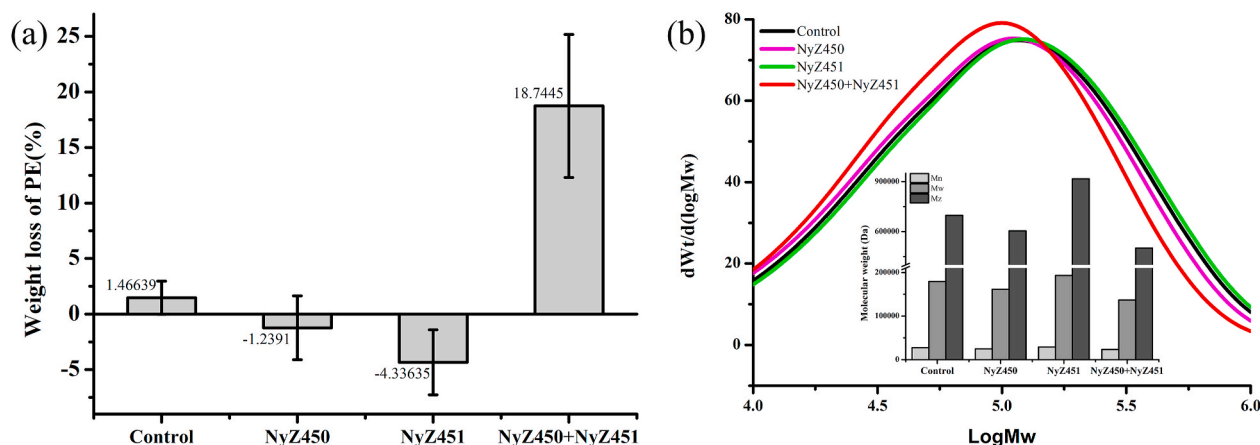 (a)
Weight loss of PE(%)
25
20
15
10
5
0
-5
1.46639
-1.2391
-4.33635
18.7445
Control
NyZ450
NyZ451
NyZ450+NyZ451
(b)
dWt/d(logMw)
80
60
40
20
0
Control
NyZ450
NyZ451
NyZ450+NyZ451
Mn
Mw
Mz
Molecular weight (Da)
900000
600000
200000
100000
0
Control
NyZ450
NyZ451
NyZ450+NyZ451
4.0
4.5
5.0
5.5
6.0
LogMw